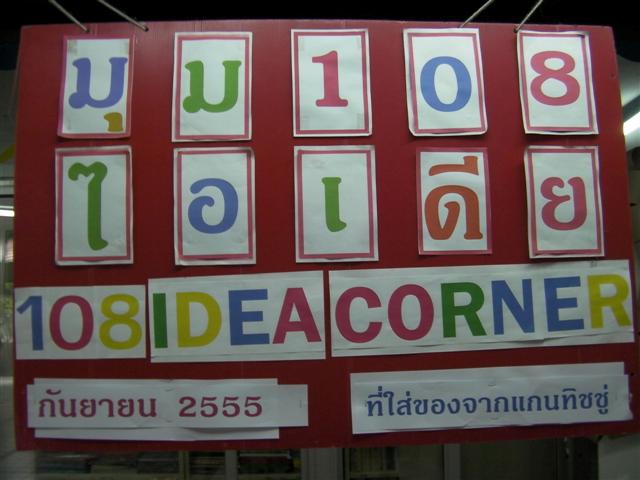 มุม108
ไอเดีย
108IDEACORNER
กันยายน 2555
ที่ใส่ของจากแกนทิชชู่